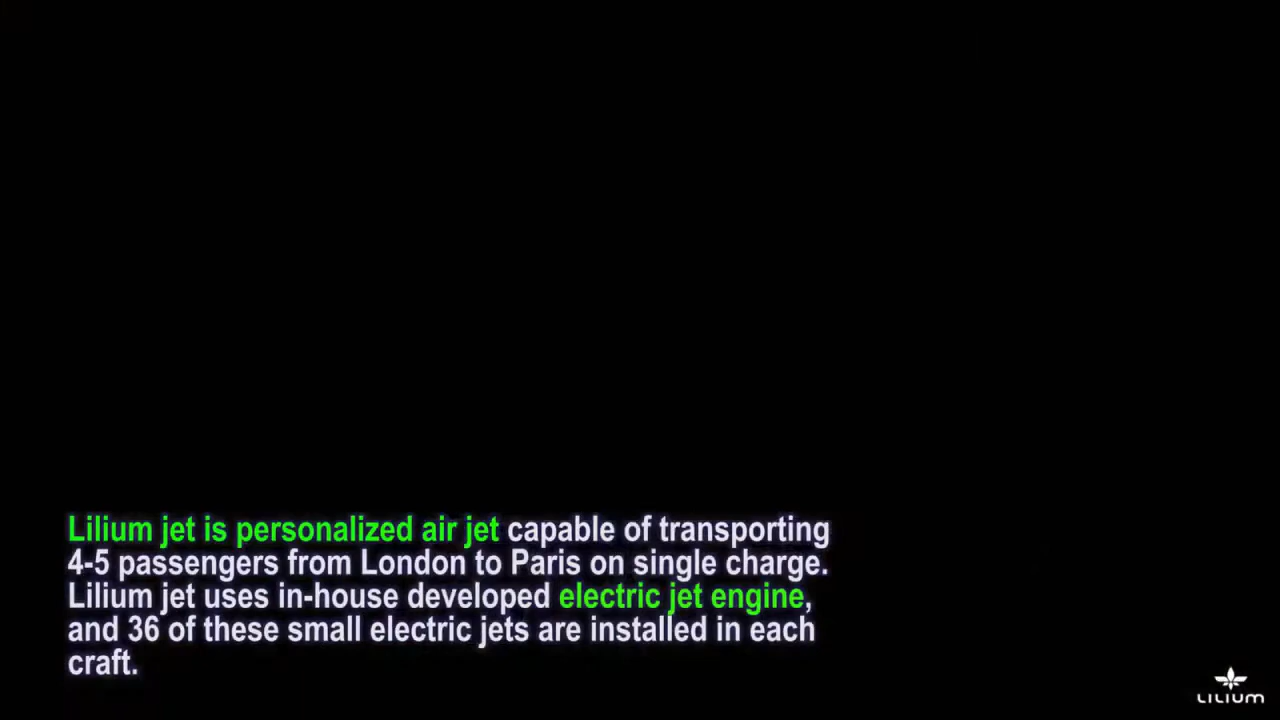 Lilium jet is personalized air jet capable of transporting
4-5 passengers from London to Paris on single charge.
Lilium jet uses in-house developed electric jet engine,
and 36 of these small electric jets are installed in each
craft.
LILIUM